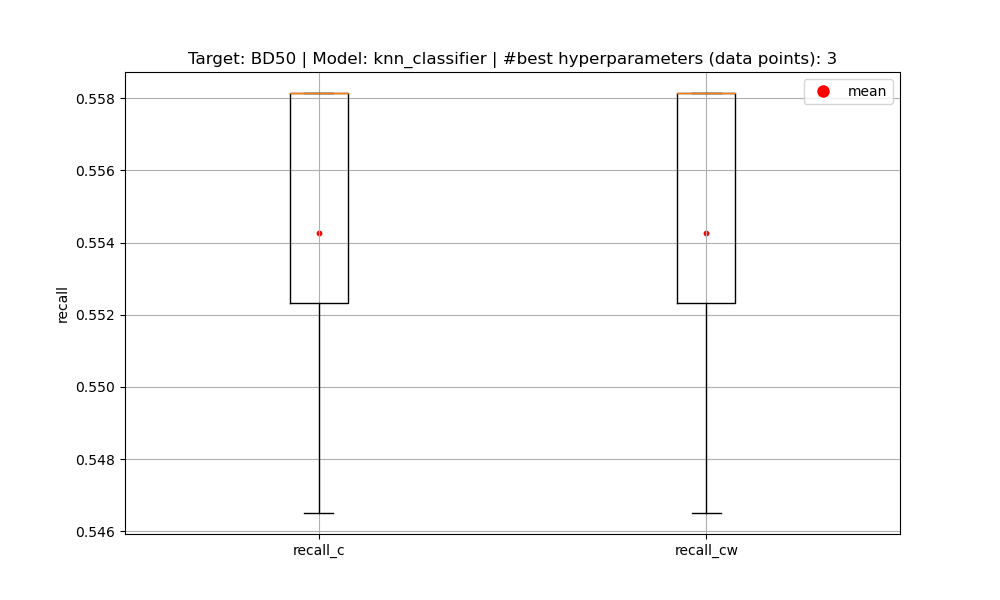 Target: BD50 | Model: knn_classifier | #best hyperparameters (data points): 3
mean
0.558
0.556
0.554
0.552
0.550
0.548
0.546
recall
recall_c
recall_cw